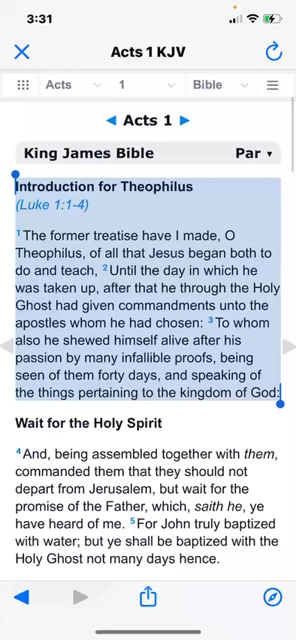 3:31
Acts 1 KJV
Acts 1 Bible
Acts 1
King James Bible Par
Introduction for Theophilus
(Luke 1:1-4)
1 The former treatise have I made, O
Theophilus, of all that Jesus began both to
do and teach, 2 Until the day in which he
was taken up, after that he through the Holy
Ghost had given commandments unto the
apostles whom he had chosen: 3 To whom
also he shewed himself alive after his
passion by many infallible proofs, being
seen of them forty days, and speaking of
the things pertaining to the kingdom of God:
Wait for the Holy Spirit
4 And, being assembled together with them,
commanded them that they should not
depart from Jerusalem, but wait for the
promise of the Father, which, saith he, ye
have heard of me. 5 For John truly baptized
with water; but ye shall be baptized with the
Holy Ghost not many days hence.